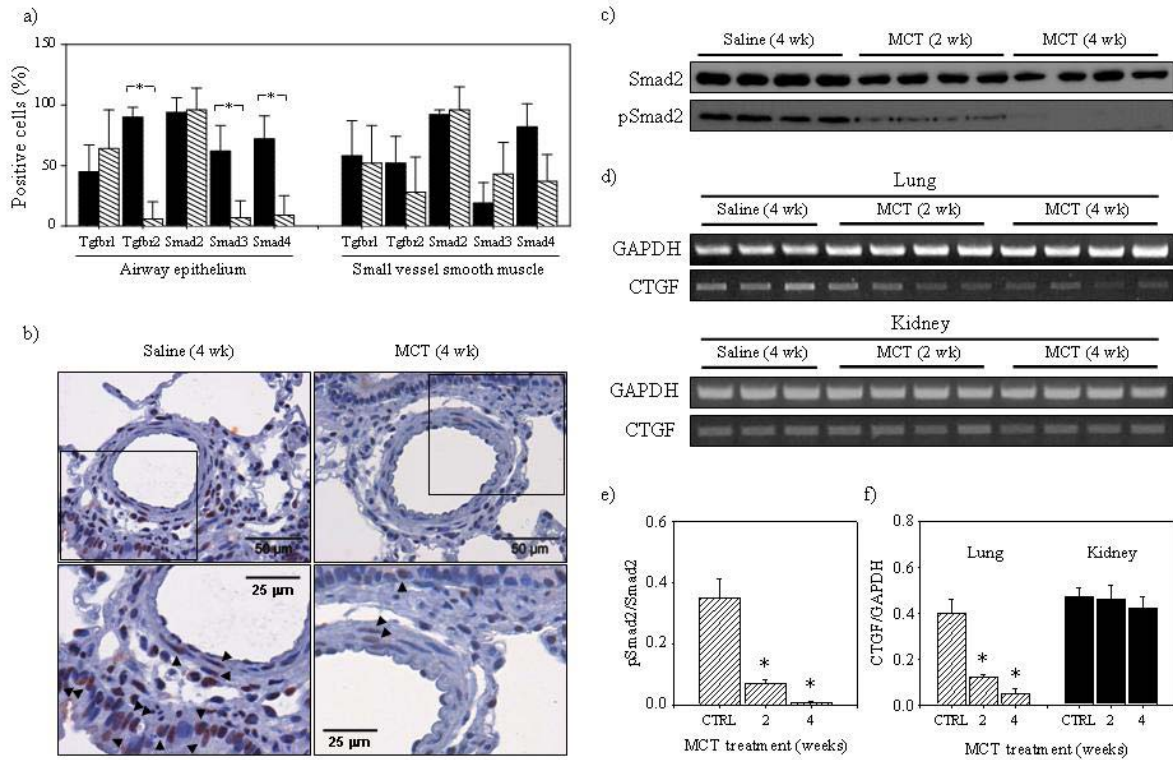 a)
150
100
50
0
Positive cells (%)
* * *
Tgfbr1 Tgfbr2 Smad2 Smad3 Smad4 Tgfbr1 Tgfbr2 Smad2 Smad3 Smad4
Airway epithelium Small vessel smooth muscle
b)
Saline (4 wk) MCT (4 wk)
50 µm 50 µm
25 µm
25 µm
c)
Saline (4 wk) MCT (2 wk) MCT (4 wk)
Smad2
pSmad2
d)
Lung
Saline (4 wk) MCT (2 wk) MCT (4 wk)
GAPDH
CTGF
Kidney
Saline (4 wk) MCT (2 wk) MCT (4 wk)
GAPDH
CTGF
e)
0.6
0.4
0.2
0.0
pSmad2/Smad2
* *
CTRL 2 4
MCT treatment (weeks)
f)
0.8
0.6
0.4
0.2
0.0
CTGF/GAPDH
Lung Kidney
* *
CTRL 2 4 CTRL 2 4
MCT treatment (weeks)